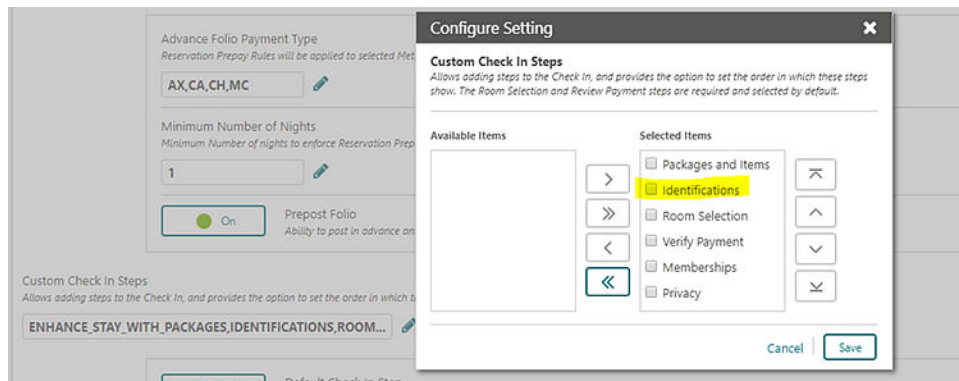 Advance Folio Payment Type
Reservation Prepay Rules will be applied to selected Met
AX,CA,CH,MC
Minimum Number of Nights
Minimum Number of nights to enforce Reservation Prep
1
On
Prepost Folio
Ability to post in advance an
Custom Check In Steps
Allows adding steps to the Check In, and provides the option to set the order in which t
ENHANCE_STAY_WITH_PACKAGES,IDENTIFICATIONS,ROOM...
Configure Setting
Custom Check In Steps
Allows adding steps to the Check In, and provides the option to set the order in which these steps
show. The Room Selection and Review Payment steps are required and selected
by default.
Available Items
Selected Items
Packages and Items
Identifications
Room Selection
Verify Payment
Memberships
Privacy
Cancel
Save